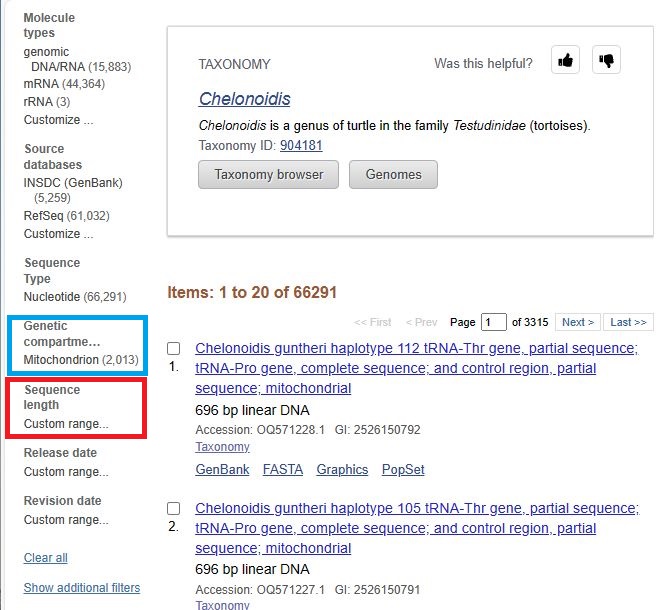 Molecule
types
genomic
DNA/RNA (15,883)
mRNA (44,364)
rRNA (3)
Customize ...
Source
databases
INSDC (GenBank)
(5,259)
RefSeq (61,032)
Customize ...
Sequence
Type
Nucleotide (66,291)
Genetic
compartme...
Mitochondrion (2,013)
Sequence
length
Custom range...
Release date
Custom range...
Revision date
Custom range...
Clear all
Show additional filters
TAXONOMY
Was this helpful?
Chelonoidis
Chelonoidis is a genus of turtle in the family Testudinidae (tortoises).
Taxonomy ID: 904181
Taxonomy browser
Genomes
Items: 1 to 20 of 66291
<< First < Prev Page 1 of 3315 Next > Last >>
Chelonoidis guntheri haplotype 112 tRNA-Thr gene, partial sequence;
1. tRNA-Pro gene, complete sequence; and control region, partial
sequence; mitochondrial
696 bp linear DNA
Accession: OQ571228.1 GI: 2526150792
Taxonomy
GenBank FASTA Graphics PopSet
Chelonoidis guntheri haplotype 105 tRNA-Thr gene, partial sequence;
2. tRNA-Pro gene, complete sequence; and control region, partial
sequence; mitochondrial
696 bp linear DNA
Accession: OQ571227.1 GI: 2526150791
Taxonomy